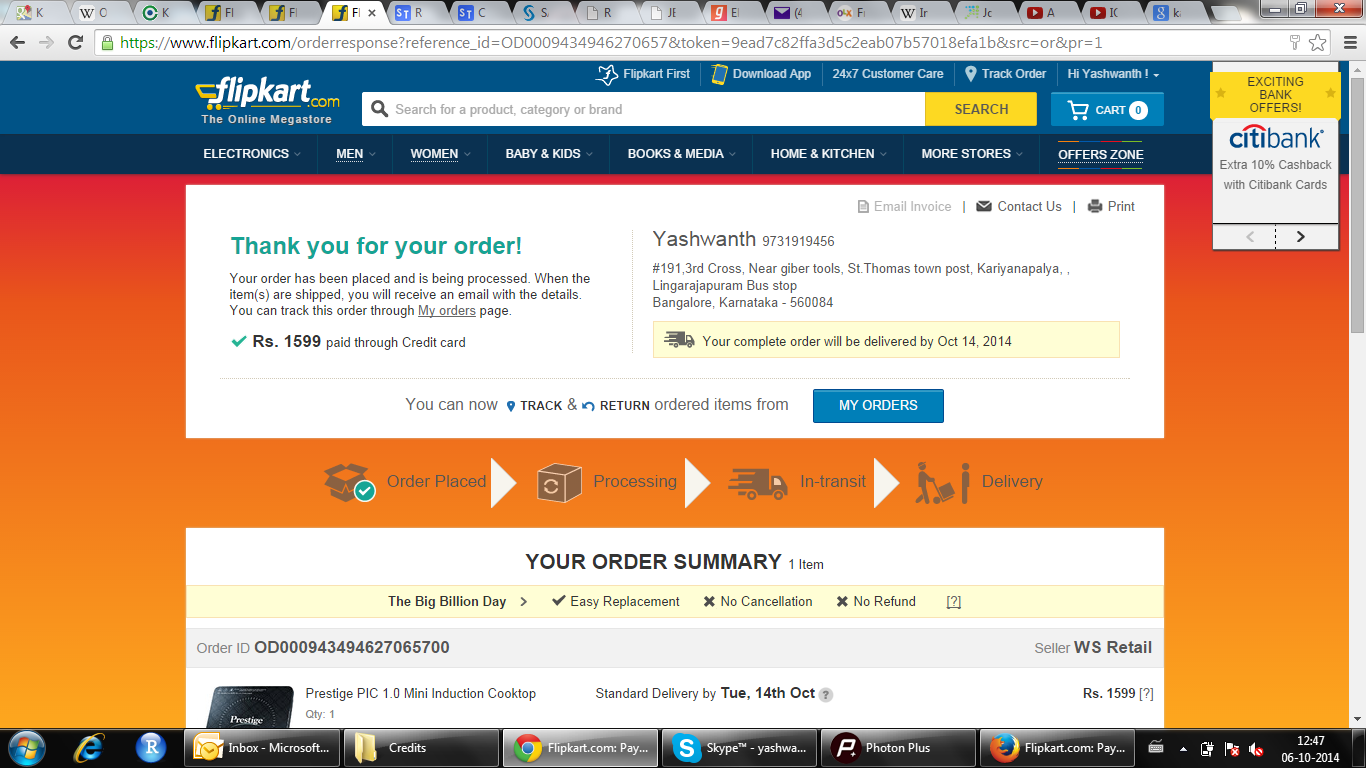 K
W O
K
Fl
Fl
Fl
ST R
ST C
S
R
JE
g El
(4
olx Fr
W Ir
Jc
A
IC
g k
https://www.flipkart.com/orderresponse?reference_id=OD0009434946270657&token=9ead7c82ffa3d5c2eab07b57018efa1b&src=or&pr=1
Flipkart First
Download App
24x7 Customer Care
Track Order
Hi Yashwanth !
flipkart.com
The Online Megastore
Search for a product, category or brand
SEARCH
CART 0
ELECTRONICS
MEN
WOMEN
BABY & KIDS
BOOKS & MEDIA
HOME & KITCHEN
MORE STORES
OFFERS ZONE
EXCITING
BANK
OFFERS!
citibank
Extra 10% Cashback
with Citibank Cards
Email Invoice | Contact Us | Print
Thank you for your order!
Your order has been placed and is being processed. When the
item(s) are shipped, you will receive an email with the details.
You can track this order through My orders page.
Rs. 1599 paid through Credit card
Yashwanth 9731919456
#191,3rd Cross, Near giber tools, St.Thomas town post, Kariyanapalya, ,
Lingarajapuram Bus stop
Bangalore, Karnataka - 560084
Your complete order will be delivered by Oct 14, 2014
You can now TRACK & RETURN ordered items from
MY ORDERS
Order Placed
Processing
In-transit
Delivery
YOUR ORDER SUMMARY 1 Item
The Big Billion Day
Easy Replacement
No Cancellation
No Refund
[?]
Order ID OD000943494627065700
Seller WS Retail
Prestige
Prestige PIC 1.0 Mini Induction Cooktop
Qty: 1
Standard Delivery by Tue, 14th Oct ?
Rs. 1599 [?]
R
Inbox - Microsoft...
Credits
Flipkart.com: Pay...
Skype™ - yashwa...
Photon Plus
Flipkart.com: Pay...
12:47
06-10-2014